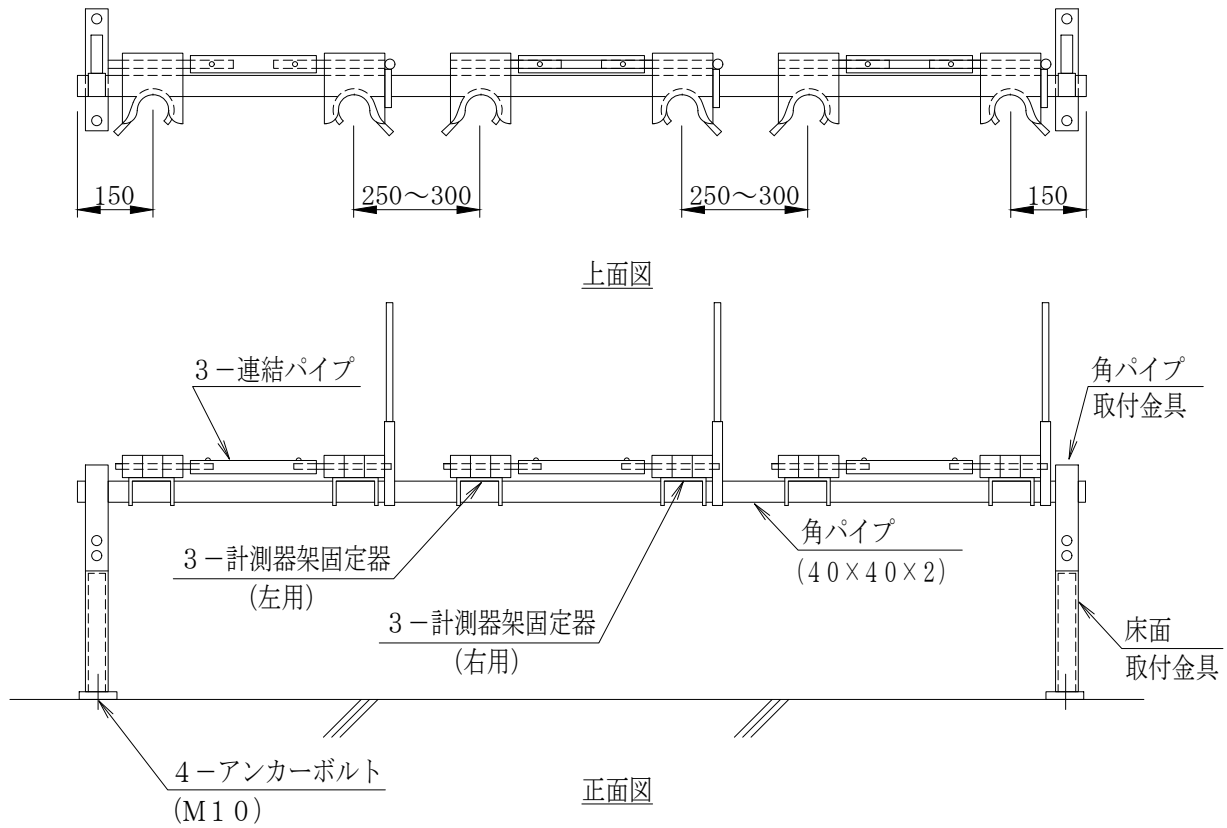 150
250～300
250～300
150
上面図
３－連結パイプ
角パイプ
取付金具
３－計測器架固定器
(左用)
３－計測器架固定器
(右用)
角パイプ
(４０×４０×２)
床面
取付金具
４－アンカーボルト
(Ｍ１０)
正面図